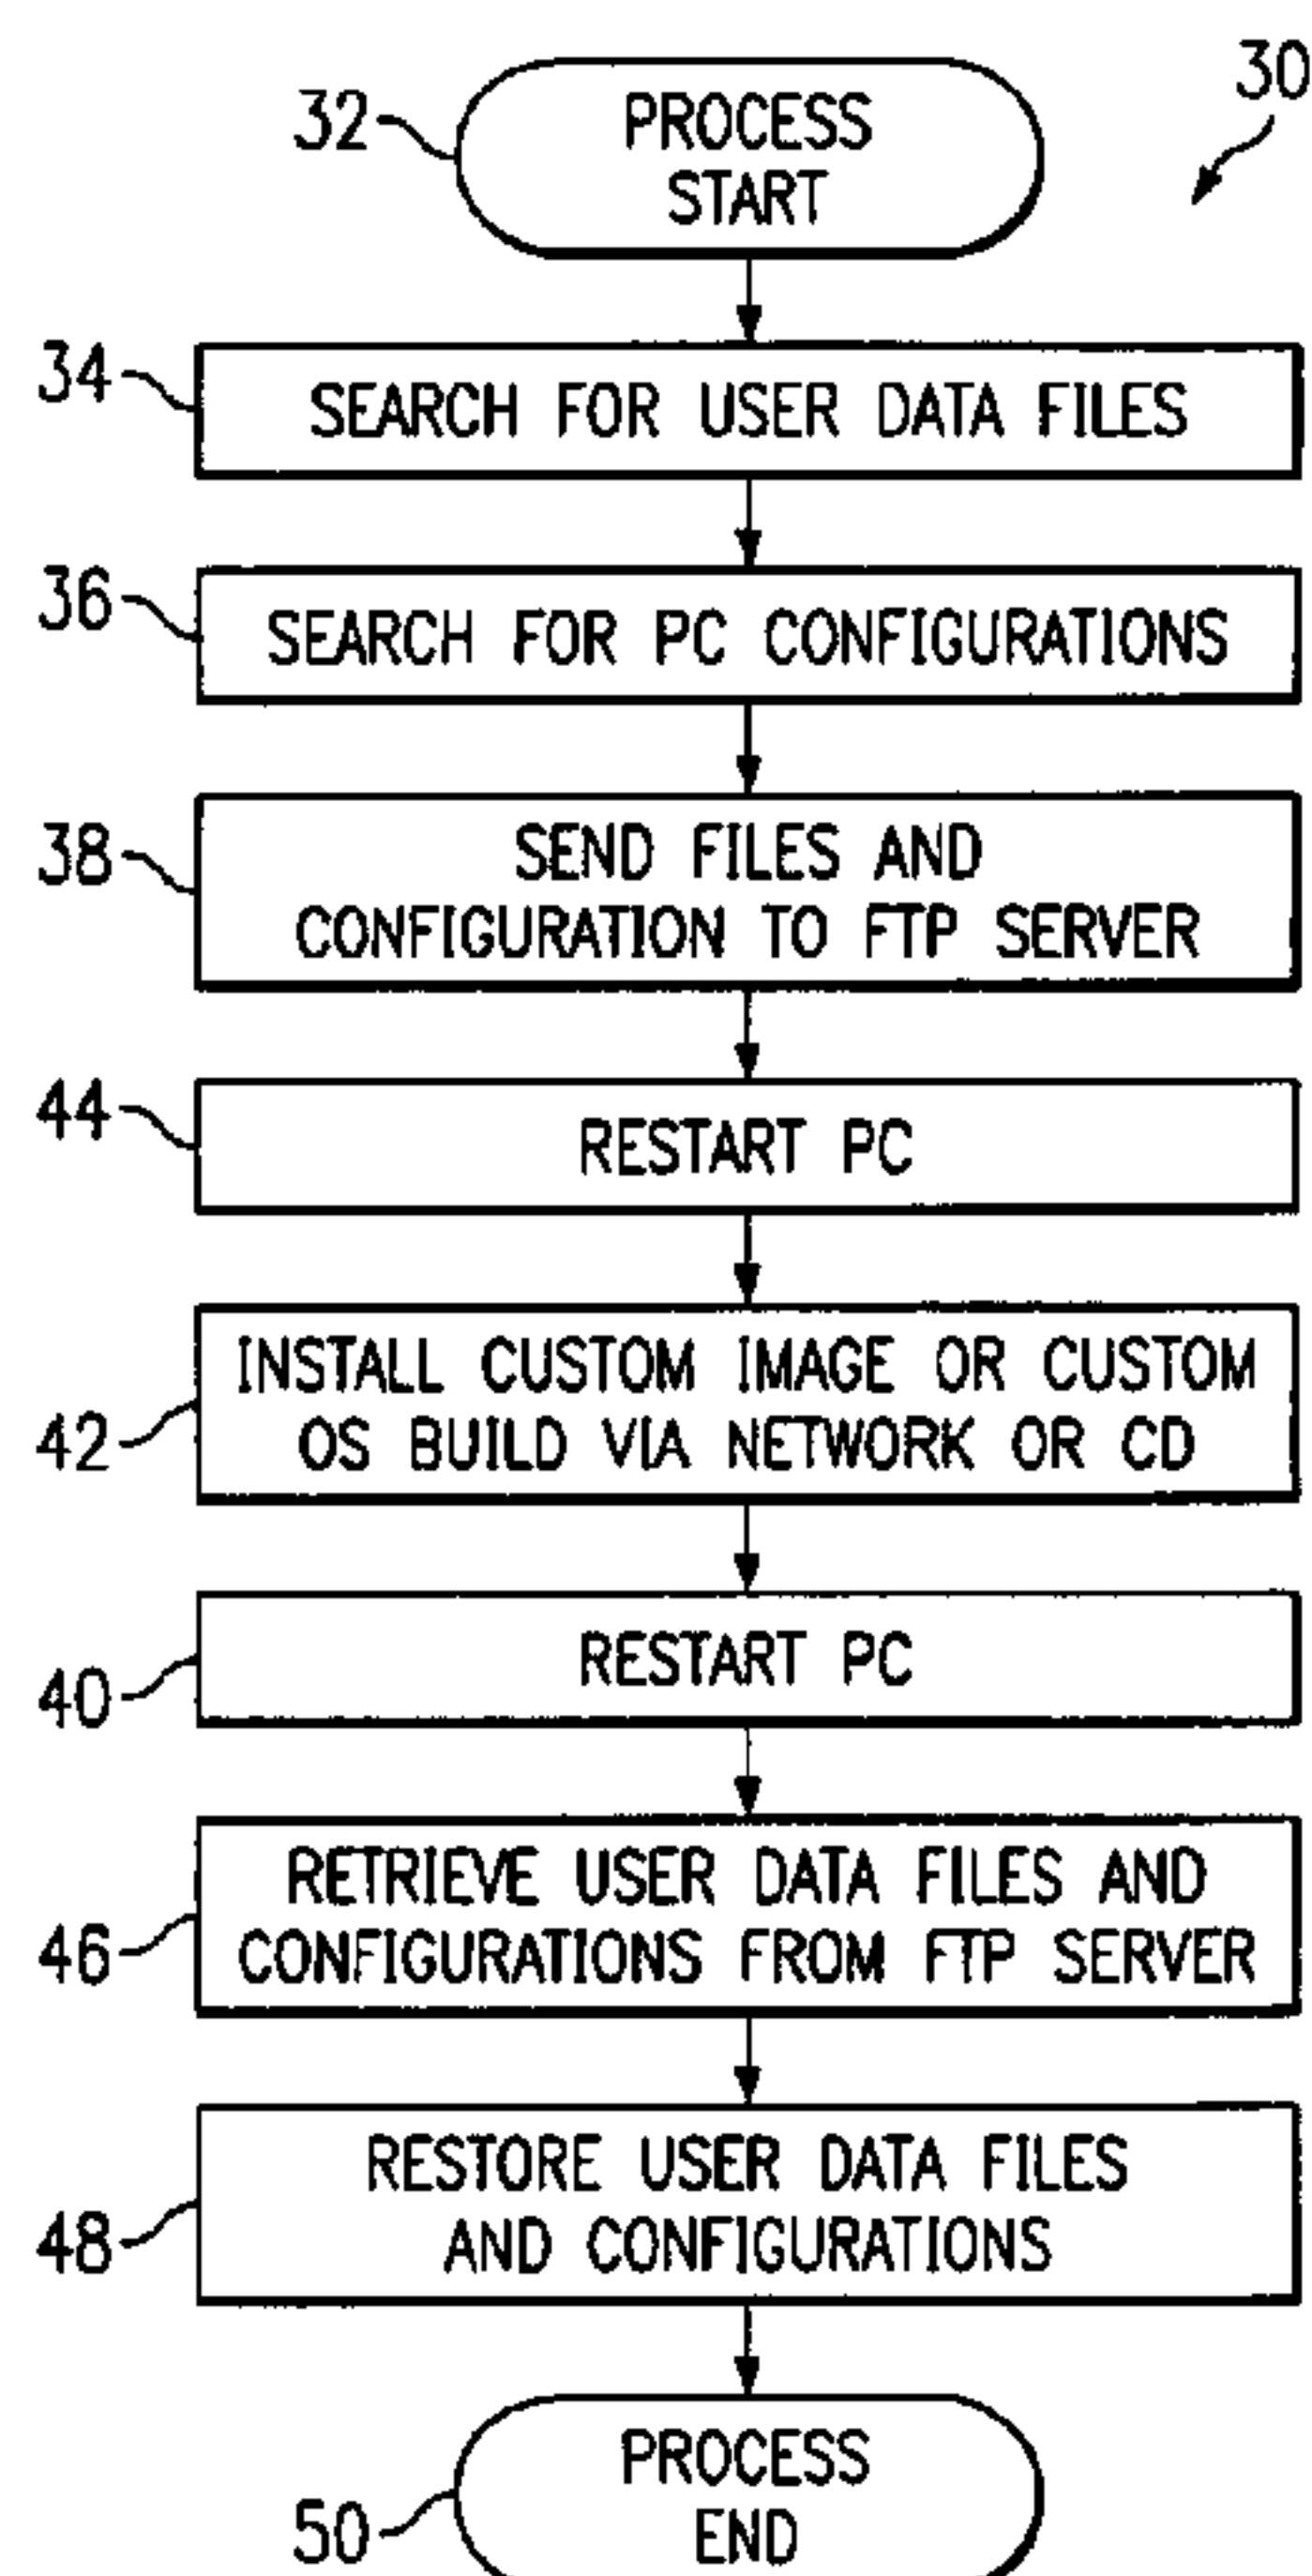 30
32
PROCESS
START
34
SEARCH FOR USER DATA FILES
36
SEARCH FOR PC CONFIGURATIONS
38
SEND FILES AND
CONFIGURATION TO FTP SERVER
44
RESTART PC
42
INSTALL CUSTOM IMAGE OR CUSTOM
OS BUILD VIA NETWORK OR CD
40
RESTART PC
46
RETRIEVE USER DATA FILES AND
CONFIGURATIONS FROM FTP SERVER
48
RESTORE USER DATA FILES
AND CONFIGURATIONS
50
PROCESS
END